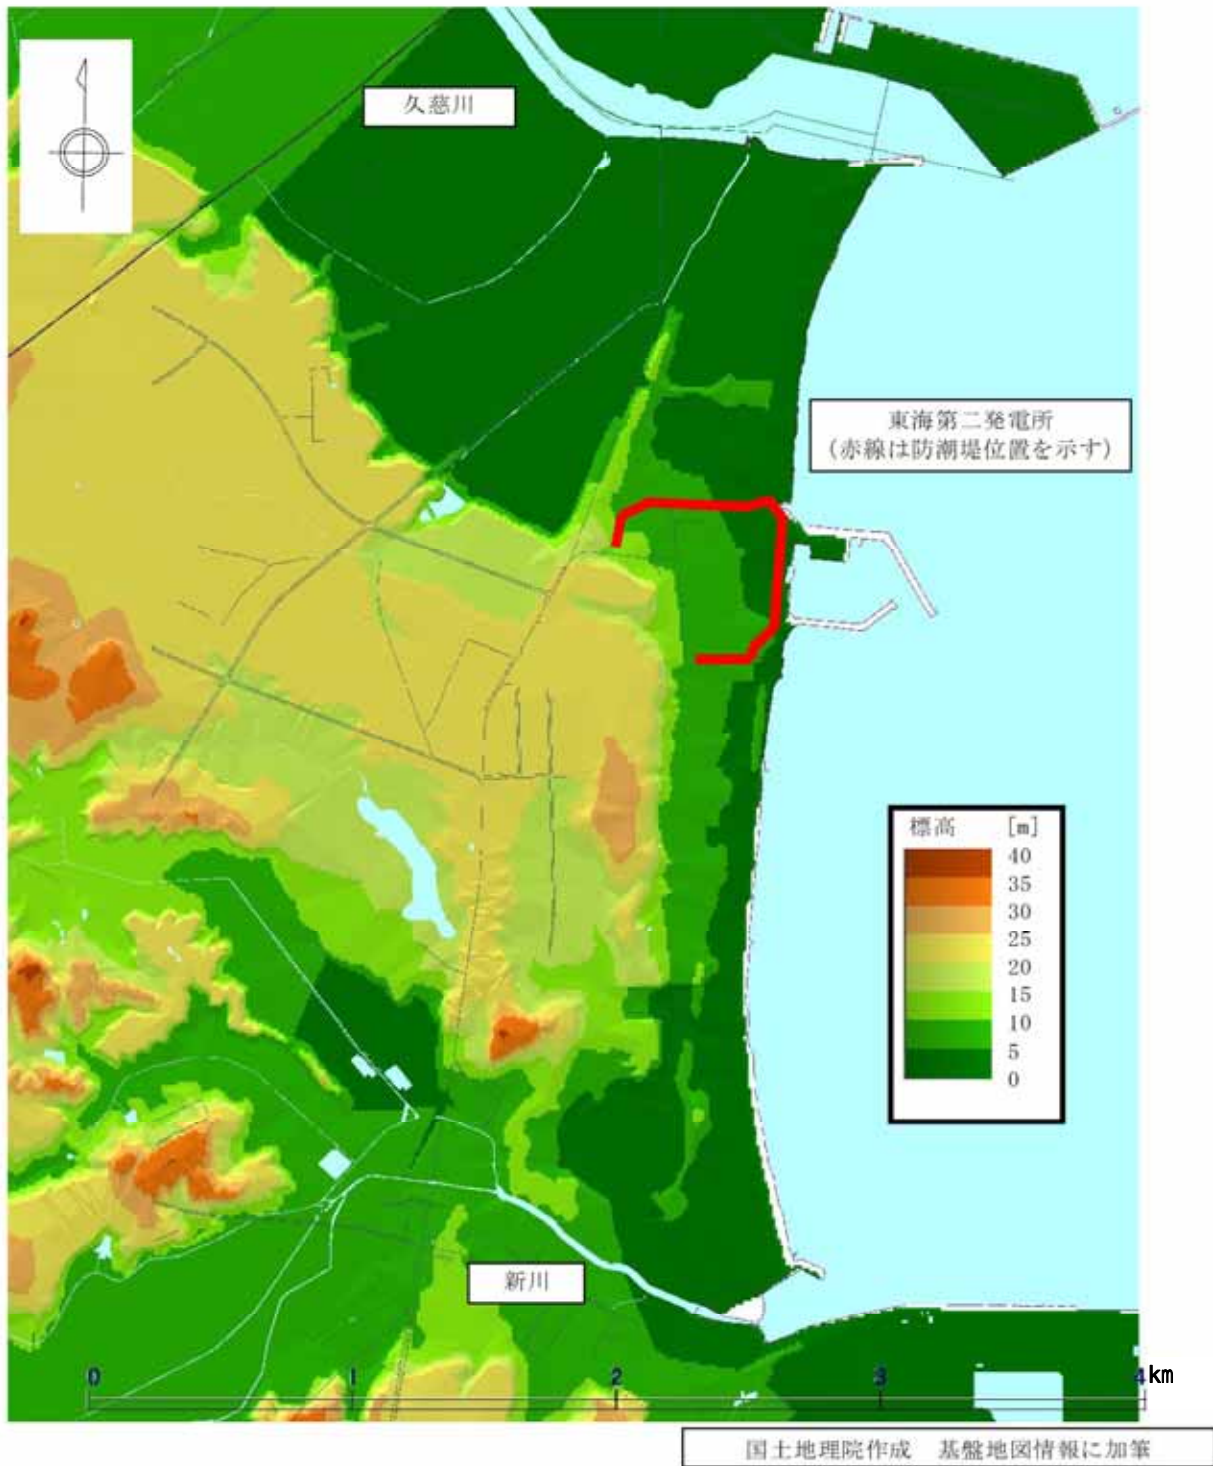 久慈川
東海第二発電所
(赤線は防潮堤位置を示す)
標高 [m]
40
35
30
25
20
15
10
5
0
新川
0 1 2 3 4 km
国土地理院作成 基盤地図情報に加筆